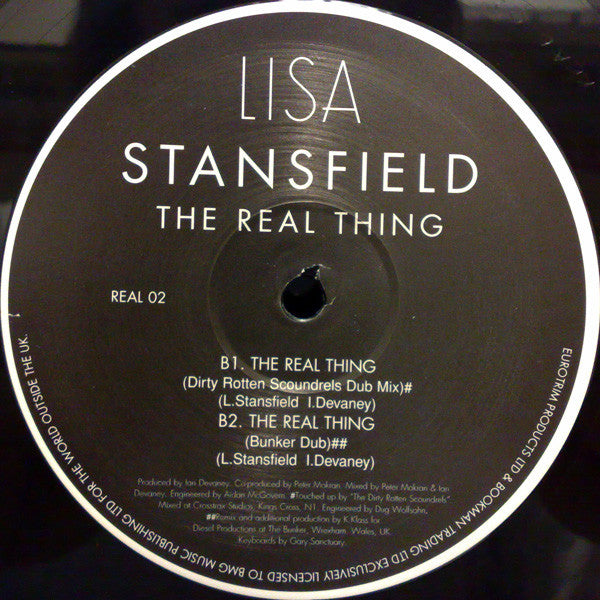 LISA
STANSFIELD
THE REAL THING
REAL 02
B1. THE REAL THING
(Dirty Rotten Scoundrels Dub Mix)#
(L.Stansfield I.Devaney)
B2. THE REAL THING
(Bunker Dub)##
(L.Stansfield I.Devaney)
Produced by Ian Devaney. Co-produced by Peter Mokran. Mixed by Peter Mokran & Ian
Devaney. Engineered by Aidan McGovern. #Touched up by "The Dirty Rotten Scoundrels"
Mixed at Crosstrax Studios, Kings Cross, N1. Engineered by Dug Wolfsohn,
##Remix and additional production by K.Klass for
Diesel Productions at The Bunker, Wrexham, Wales, UK.
Keyboards by Gary Sanctuary.
EUROTRIM PRODUCTS LTD & BOOKMAN TRADING LTD EXCLUSIVELY LICENSED TO BMG MUSIC PUBLISHING LTD FOR THE WORLD OUTSIDE THE UK.